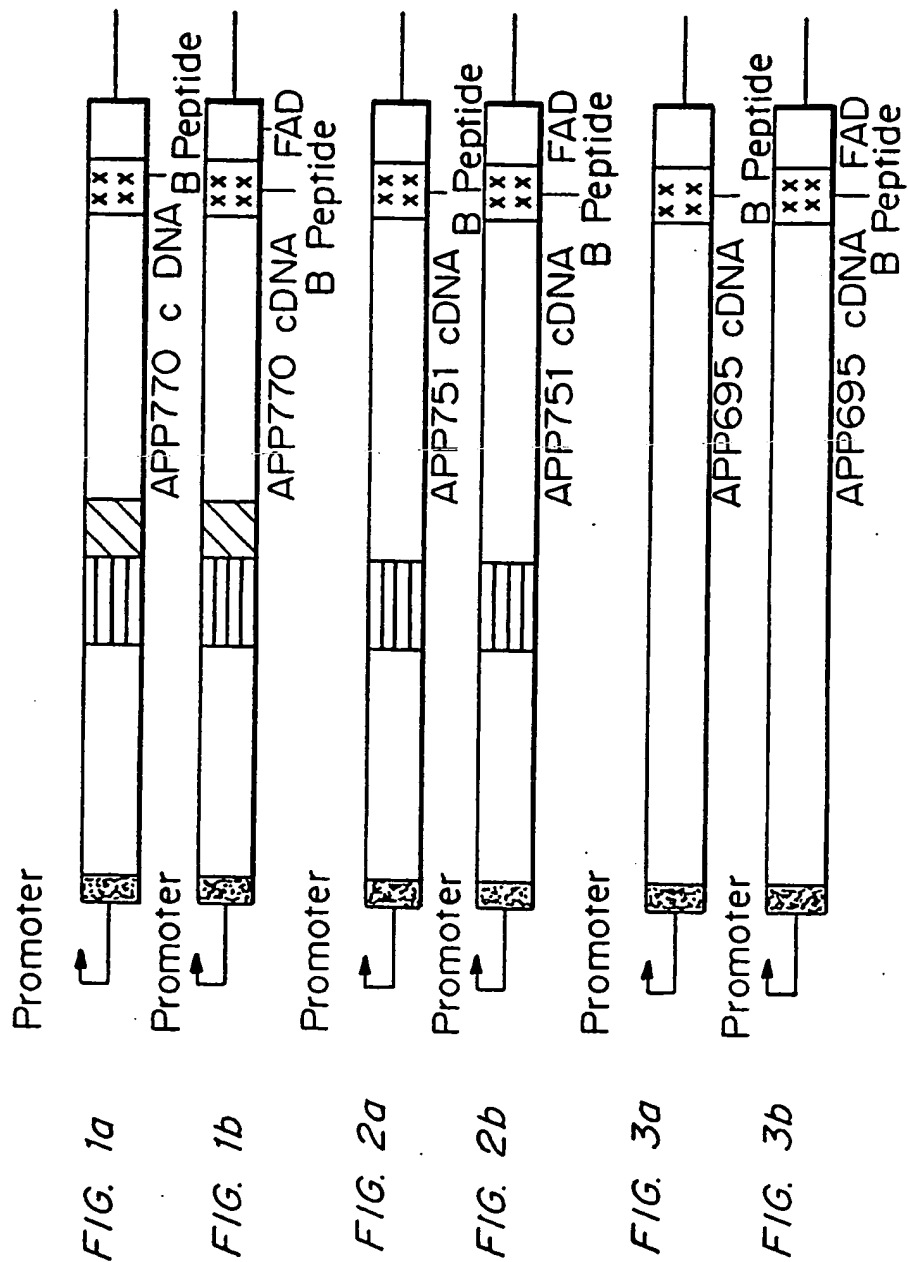 FIG. 1a
Promoter
APP770 c DNA
B Peptide
FIG. 1b
Promoter
APP770 cDNA
B Peptide
FAD
FIG. 2a
Promoter
APP751 cDNA
B Peptide
FIG. 2b
Promoter
APP751 cDNA
B Peptide
FAD
FIG. 3a
Promoter
APP695 cDNA
B Peptide
FIG. 3b
Promoter
APP695 cDNA
B Peptide
FAD